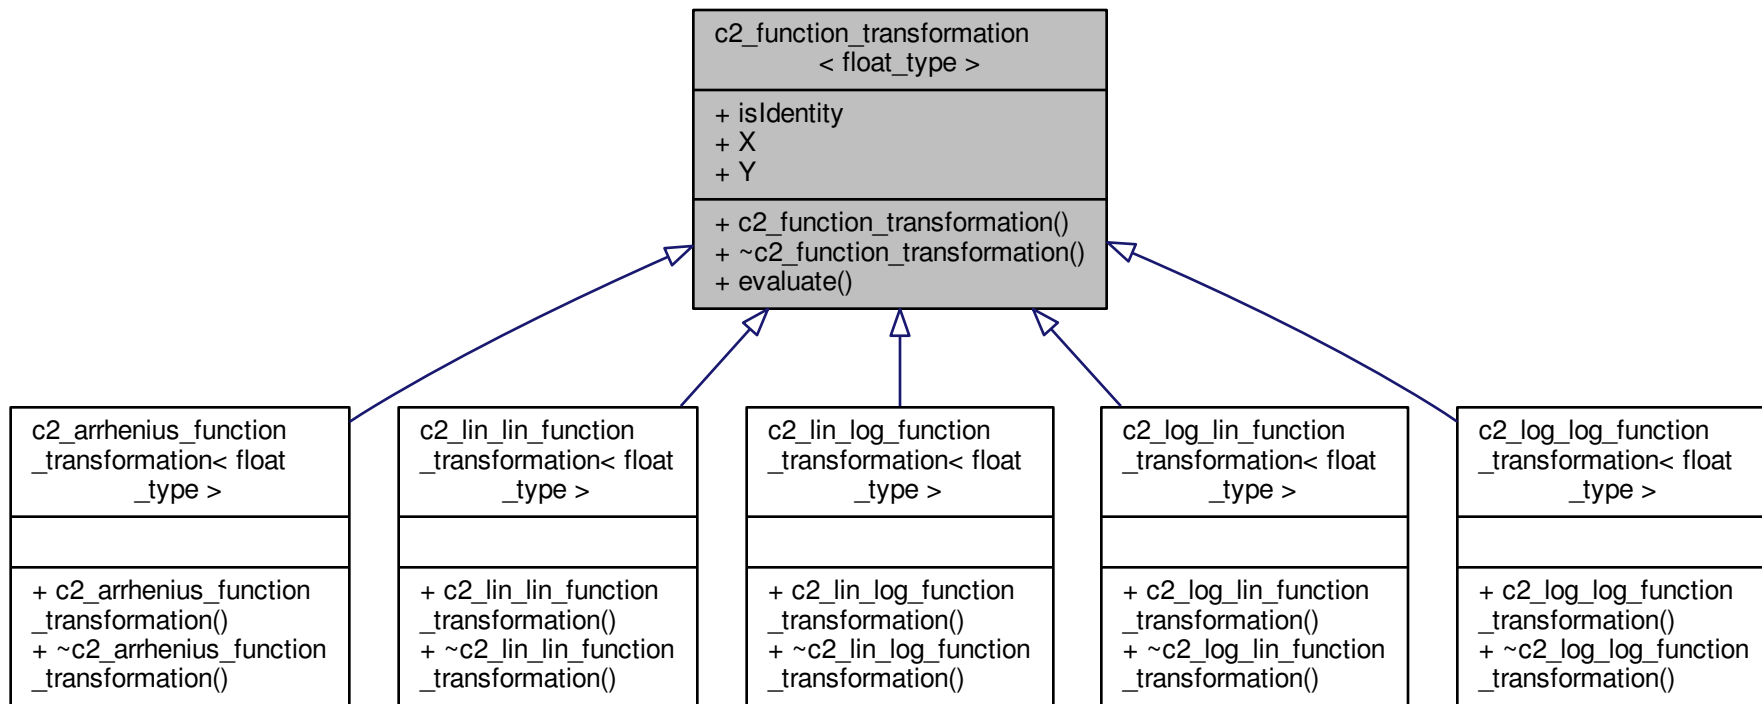 c2_function_transformation
< float_type >
+ isIdentity
+ X
+ Y
+ c2_function_transformation()
+ ~c2_function_transformation()
+ evaluate()
c2_arrhenius_function
_transformation< float
_type >
+ c2_arrhenius_function
_transformation()
+ ~c2_arrhenius_function
_transformation()
c2_lin_lin_function
_transformation< float
_type >
+ c2_lin_lin_function
_transformation()
+ ~c2_lin_lin_function
_transformation()
c2_lin_log_function
_transformation< float
_type >
+ c2_lin_log_function
_transformation()
+ ~c2_lin_log_function
_transformation()
c2_log_lin_function
_transformation< float
_type >
+ c2_log_lin_function
_transformation()
+ ~c2_log_lin_function
_transformation()
c2_log_log_function
_transformation< float
_type >
+ c2_log_log_function
_transformation()
+ ~c2_log_log_function
_transformation()